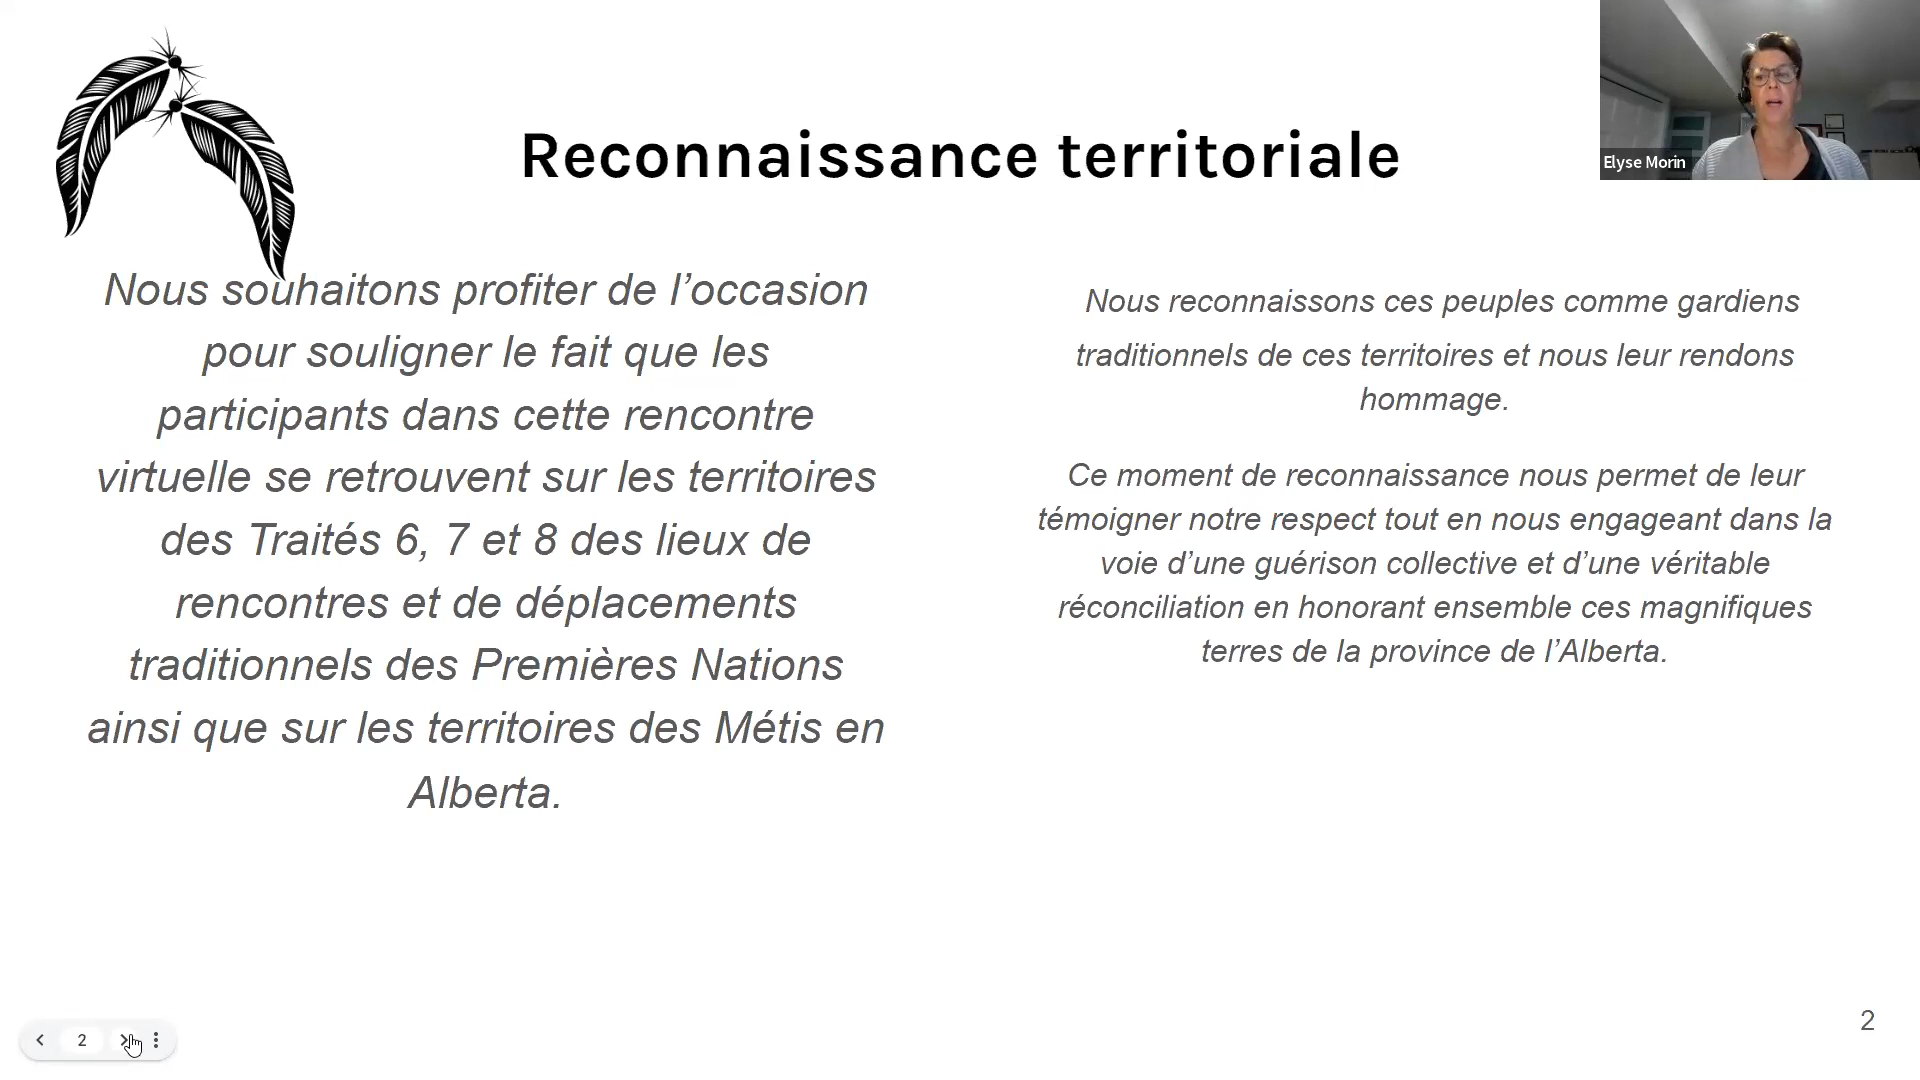 Reconnaissance territoriale
Elyse Morin
Nous souhaitons profiter de l’occasion
pour souligner le fait que les
participants dans cette rencontre
virtuelle se retrouvent sur les territoires
des Traités 6, 7 et 8 des lieux de
rencontres et de déplacements
traditionnels des Premières Nations
ainsi que sur les territoires des Métis en
Alberta.
Nous reconnaissons ces peuples comme gardiens
traditionnels de ces territoires et nous leur rendons
hommage.
Ce moment de reconnaissance nous permet de leur
témoigner notre respect tout en nous engageant dans la
voie d’une guérison collective et d’une véritable
réconciliation en honorant ensemble ces magnifiques
terres de la province de l’Alberta.
2
2